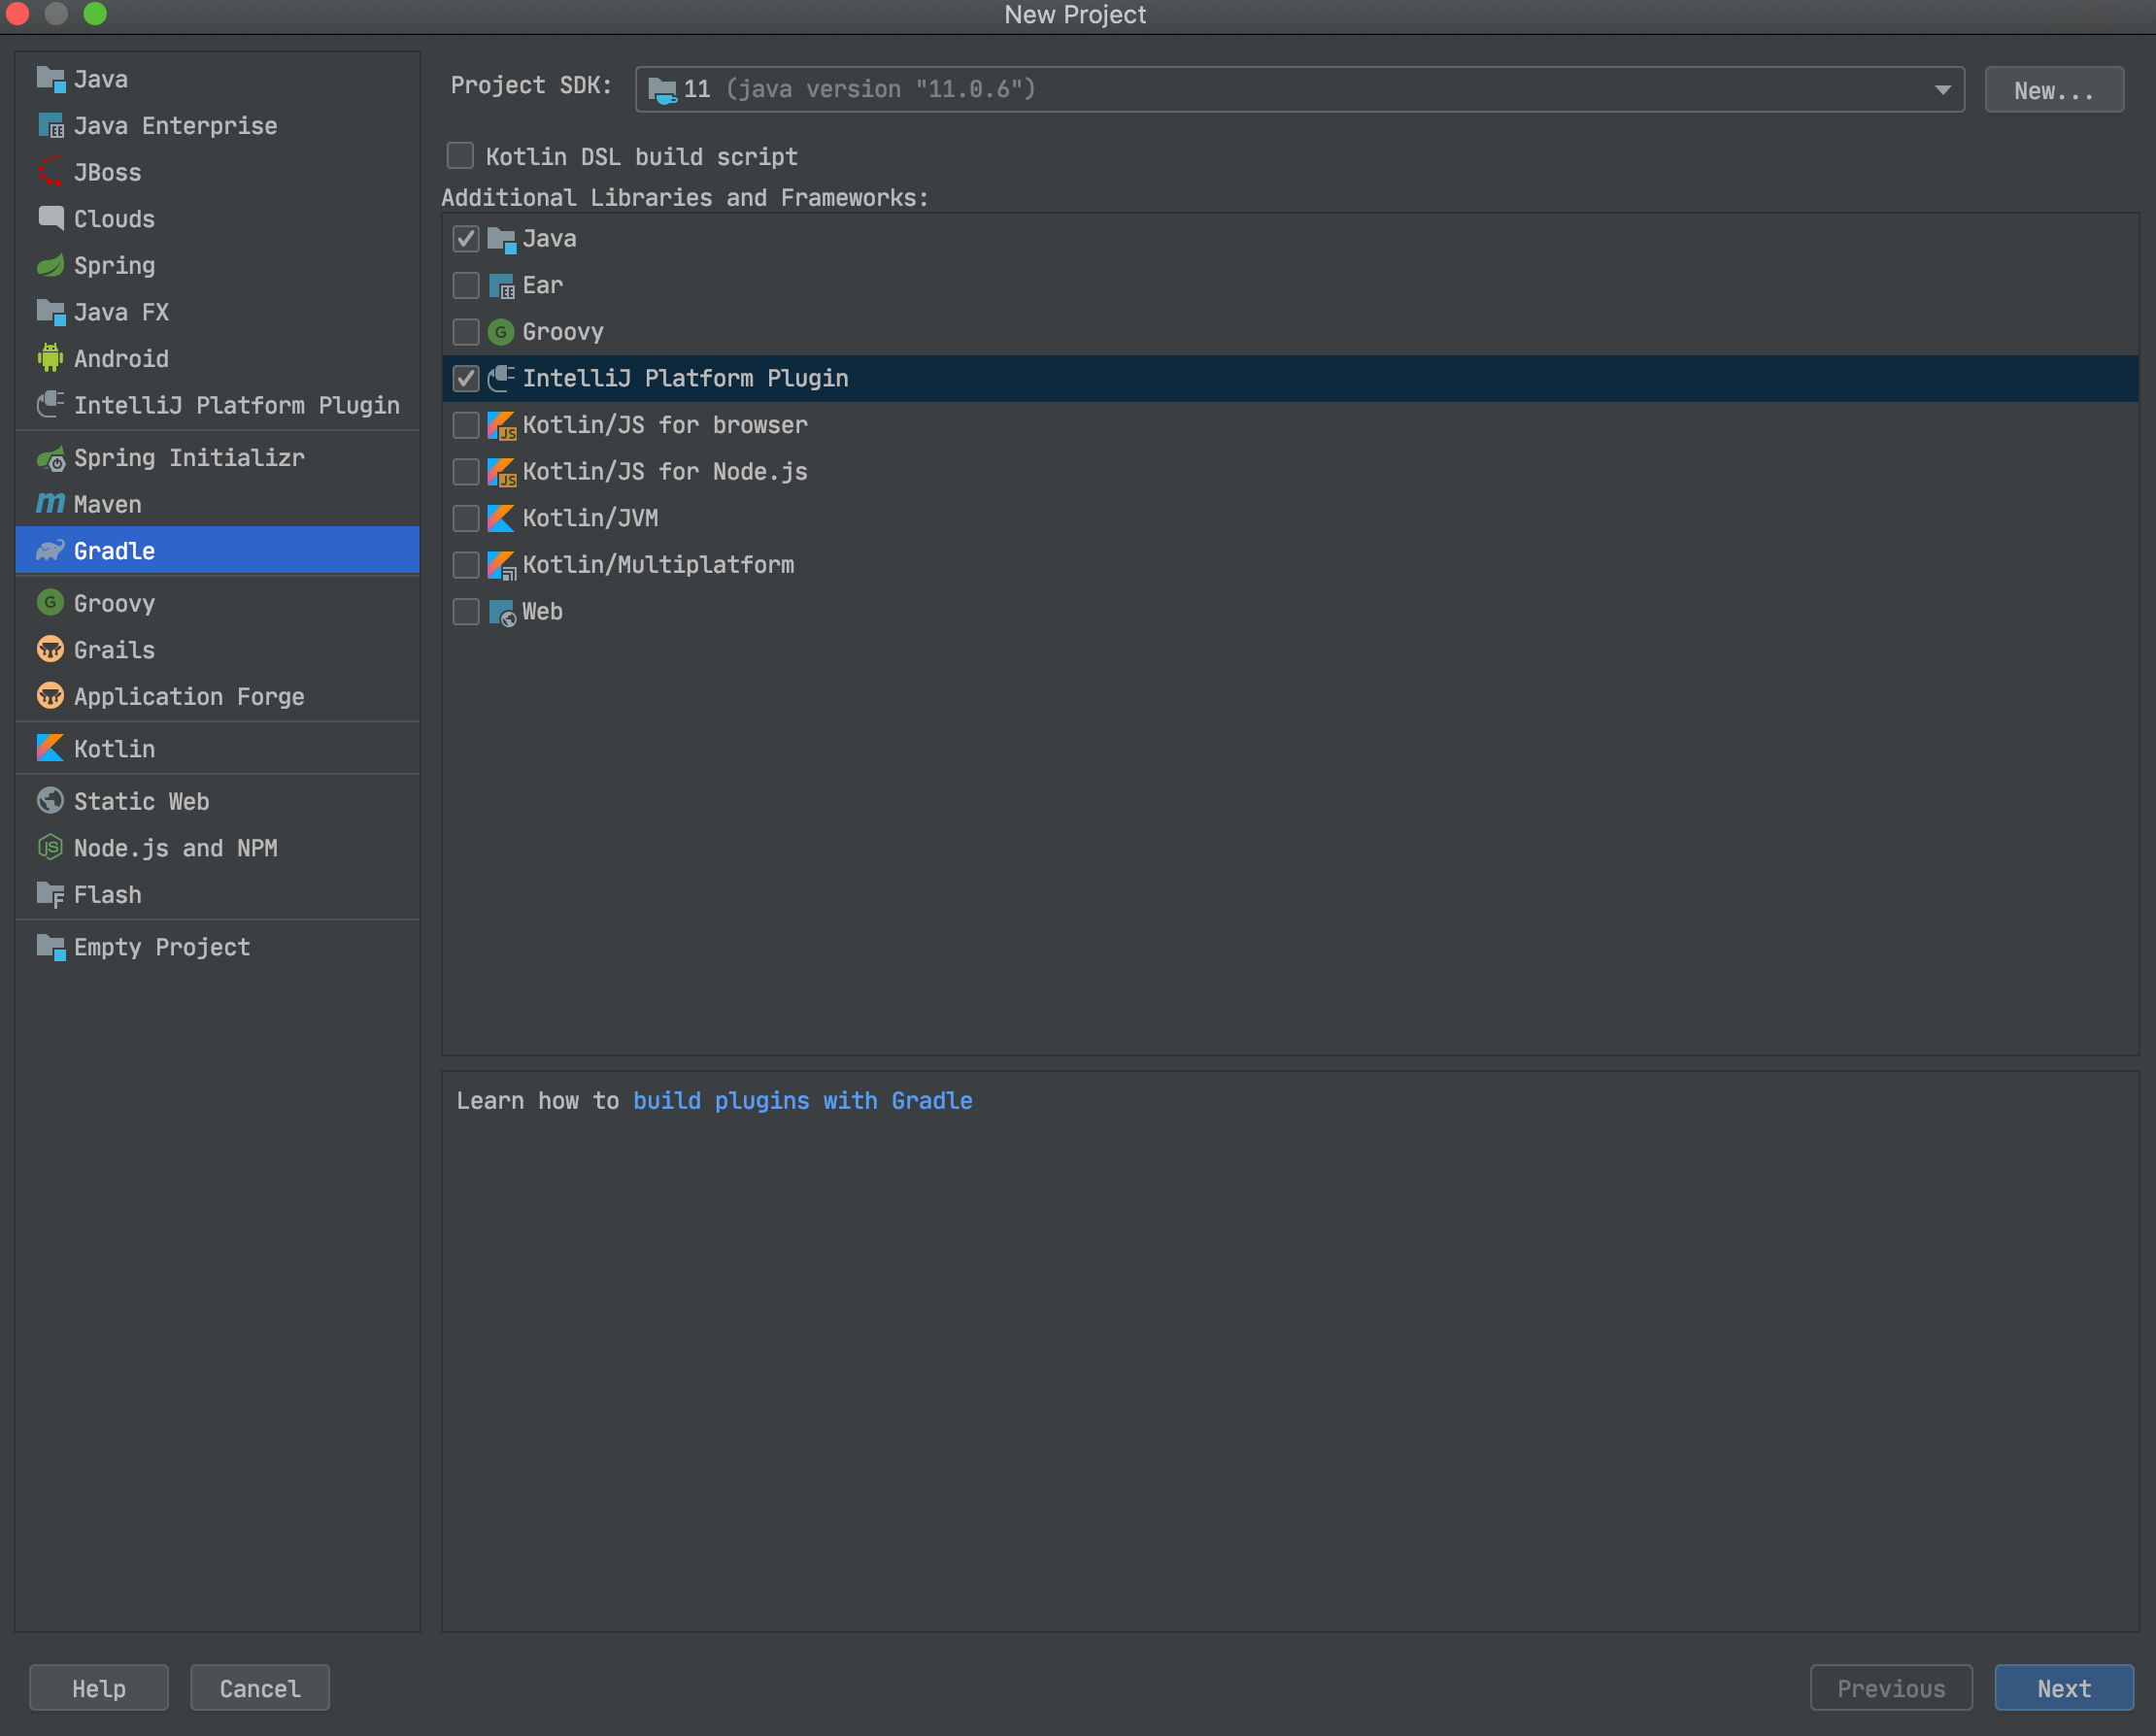 New Project
Java
Java Enterprise
JBoss
Clouds
Spring
Java FX
Android
IntelliJ Platform Plugin
Spring Initializr
Maven
Gradle
Groovy
Grails
Application Forge
Kotlin
Static Web
Node.js and NPM
Flash
Empty Project
Project SDK: 11 (java version "11.0.6") New...
Kotlin DSL build script
Additional Libraries and Frameworks:
Java
Ear
Groovy
IntelliJ Platform Plugin
Kotlin/JS for browser
Kotlin/JS for Node.js
Kotlin/JVM
Kotlin/Multiplatform
Web
Learn how to build plugins with Gradle
Help Cancel Previous Next